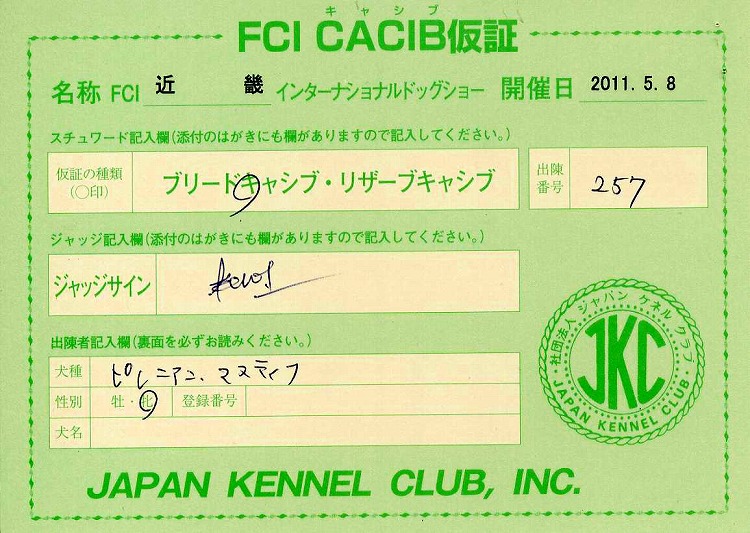 キャシブ
FCI CACIB仮証
名称 FCI 近 畿 インターナショナルドッグショー 開催日 2011. 5. 8
スチュワード記入欄(添付のはがきにも欄がありますので記入してください。)
仮証の種類
(〇印)
ブリードキャシブ・リザーブキャシブ
出陳
番号
257
ジャッジ記入欄(添付のはがきにも欄がありますので記入してください。)
ジャッジサイン
出陳者記入欄(裏面を必ずお読みください。)
犬種 ピレニアン、マスティフ
性別 牡・牝 登録番号
犬名
社団法人 ジャパン ケネル クラブ
JKC
JAPAN KENNEL CLUB
JAPAN KENNEL CLUB, INC.